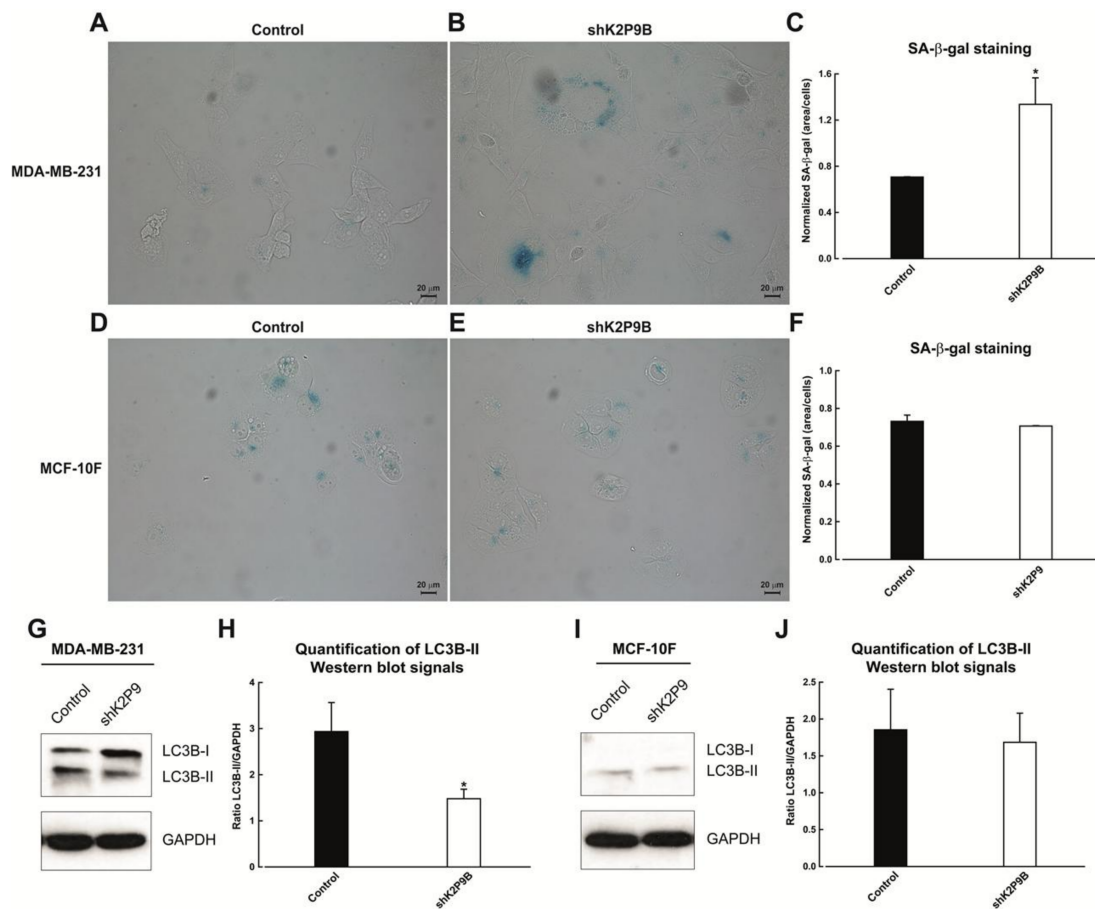 A
Control
B
shK2P9B
C
SA-β-gal staining
MDA-MB-231
20 μm
20 μm
Normalized SA-β-gal (area/cells)
1.6
1.2
0.8
0.4
0.0
*
Control
shK2P9B
D
Control
E
shK2P9B
F
SA-β-gal staining
MCF-10F
20 μm
20 μm
Normalized SA-β-gal (area/cells)
1.0
0.8
0.6
0.4
0.2
0.0
Control
shK2P9
G
MDA-MB-231
Control
shK2P9
LC3B-I
LC3B-II
GAPDH
H
Quantification of LC3B-II
Western blot signals
Ratio LC3B-II/GAPDH
4
3
2
1
0
*
Control
shK2P9B
I
MCF-10F
Control
shK2P9
LC3B-I
LC3B-II
GAPDH
J
Quantification of LC3B-II
Western blot signals
Ratio LC3B-II/GAPDH
2.5
2.0
1.5
1.0
0.5
0.0
Control
shK2P9B